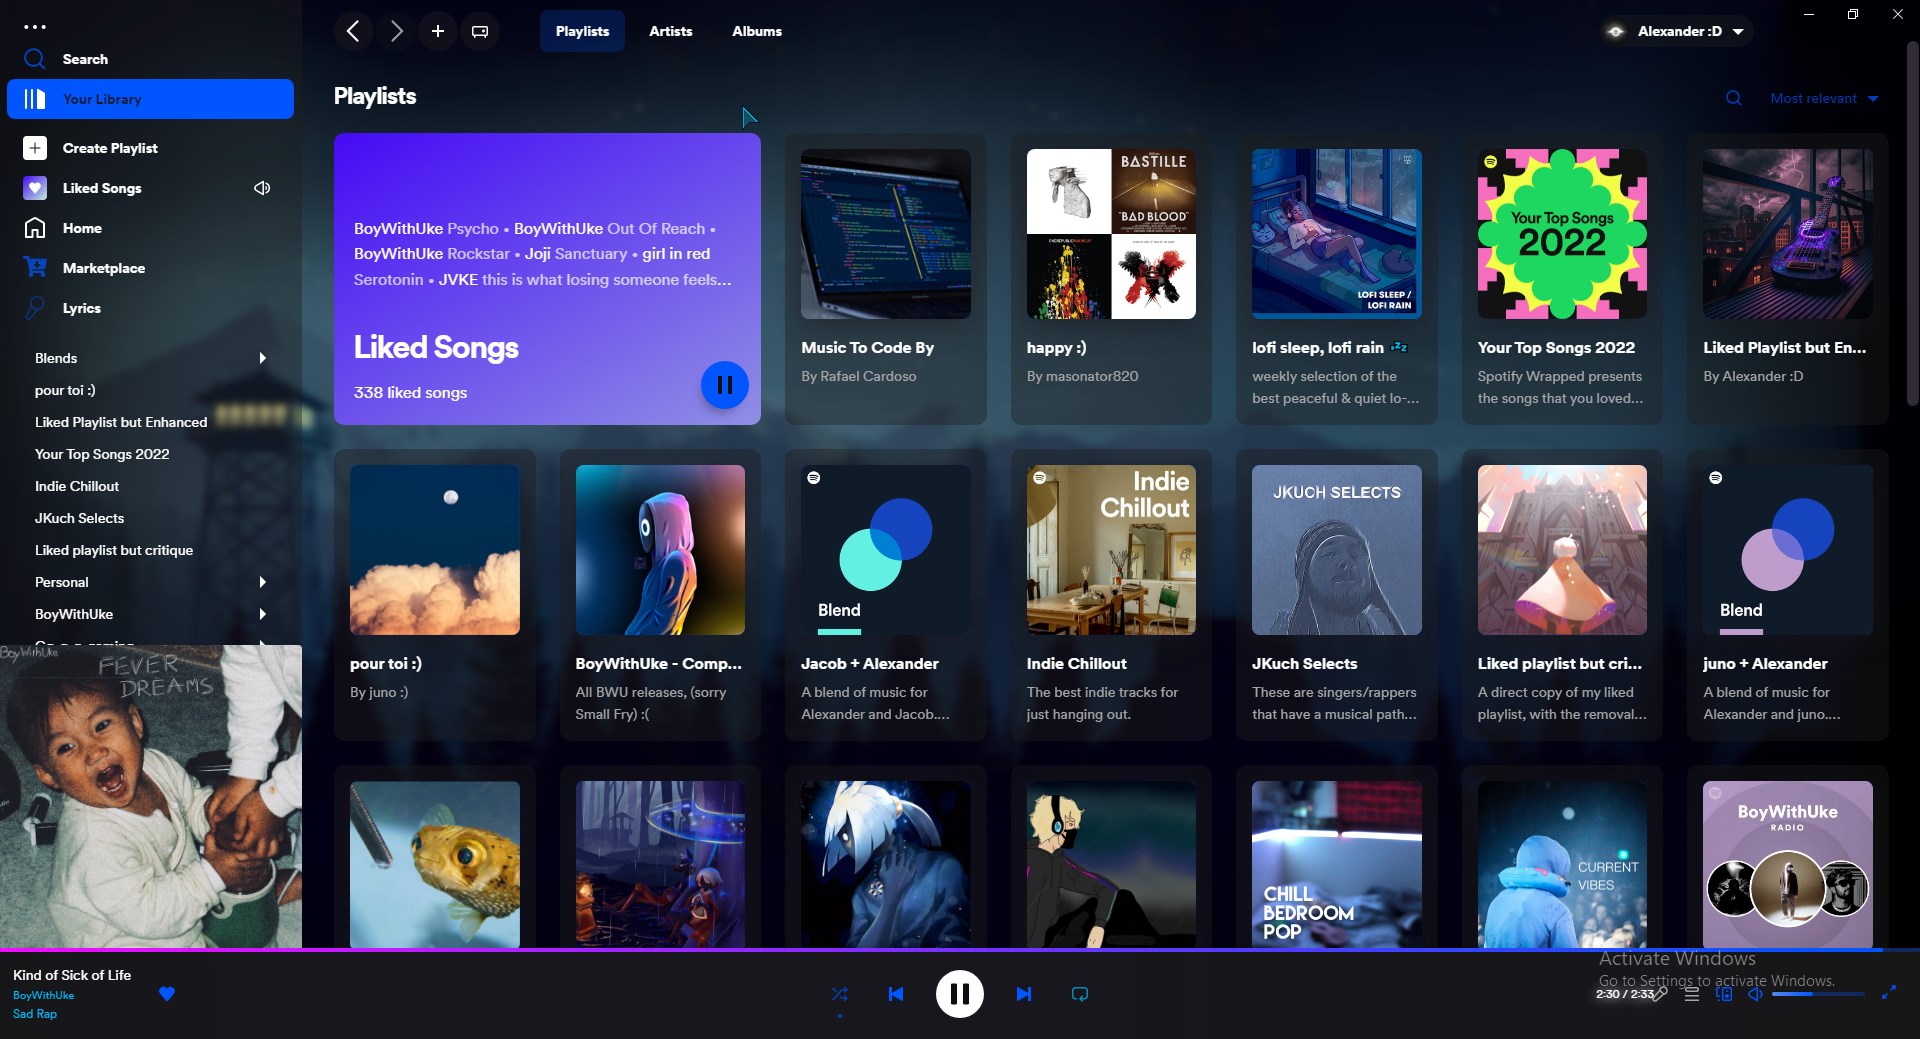 Search
Your Library
Create Playlist
Liked Songs
Home
Marketplace
Lyrics
Blends
pour toi :)
Liked Playlist but Enhanced
Your Top Songs 2022
Indie Chillout
JKuch Selects
Liked playlist but critique
Personal
BoyWithUke
BoyWithUke
FEVER
DREAMS
Playlists
Artists
Albums
Alexander :D
Playlists
Most relevant
BoyWithUke Psycho • BoyWithUke Out Of Reach •
BoyWithUke Rockstar • Joji Sanctuary • girl in red
Serotonin • JVKE this is what losing someone feels...
Liked Songs
338 liked songs
Music To Code By
By Rafael Cardoso
BASTILLE
"BAD BLOOD"
happy :)
By masonator820
LOFI SLEEP /
LOFI RAIN
lofi sleep, lofi rain 💤
weekly selection of the
best peaceful & quiet lo-...
Your Top Songs
2022
Your Top Songs 2022
Spotify Wrapped presents
the songs that you loved...
Liked Playlist but En...
By Alexander :D
pour toi :)
By juno :)
BoyWithUke - Comp...
All BWU releases, (sorry
Small Fry) :(
Blend
Jacob + Alexander
A blend of music for
Alexander and Jacob....
Indie
Chillout
Indie Chillout
The best indie tracks for
just hanging out.
JKUCH SELECTS
JKuch Selects
These are singers/rappers
that have a musical path...
Liked playlist but cri...
A direct copy of my liked
playlist, with the removal...
Blend
juno + Alexander
A blend of music for
Alexander and juno....
CHILL
BEDROOM
POP
CURRENT
VIBES
BoyWithUke
RADIO
Kind of Sick of Life
BoyWithUke
Sad Rap
Activate Windows
Go to Settings to activate Windows.
2:30 / 2:33